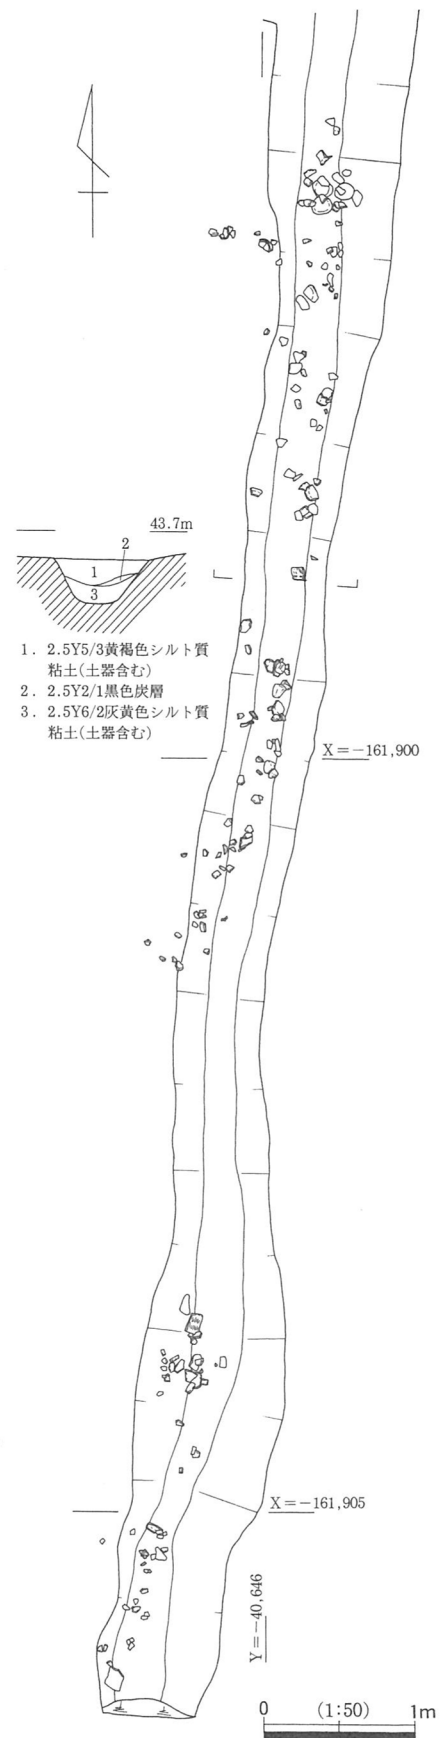 43.7m
2
1
3
1. 2.5Y5/3黄褐色シルト質
粘土(土器含む)
2. 2.5Y2/1黒色炭層
3. 2.5Y6/2灰黄色シルト質
粘土(土器含む)
X=-161,900
X=-161,905
Y=-40,646
0 (1:50) 1m